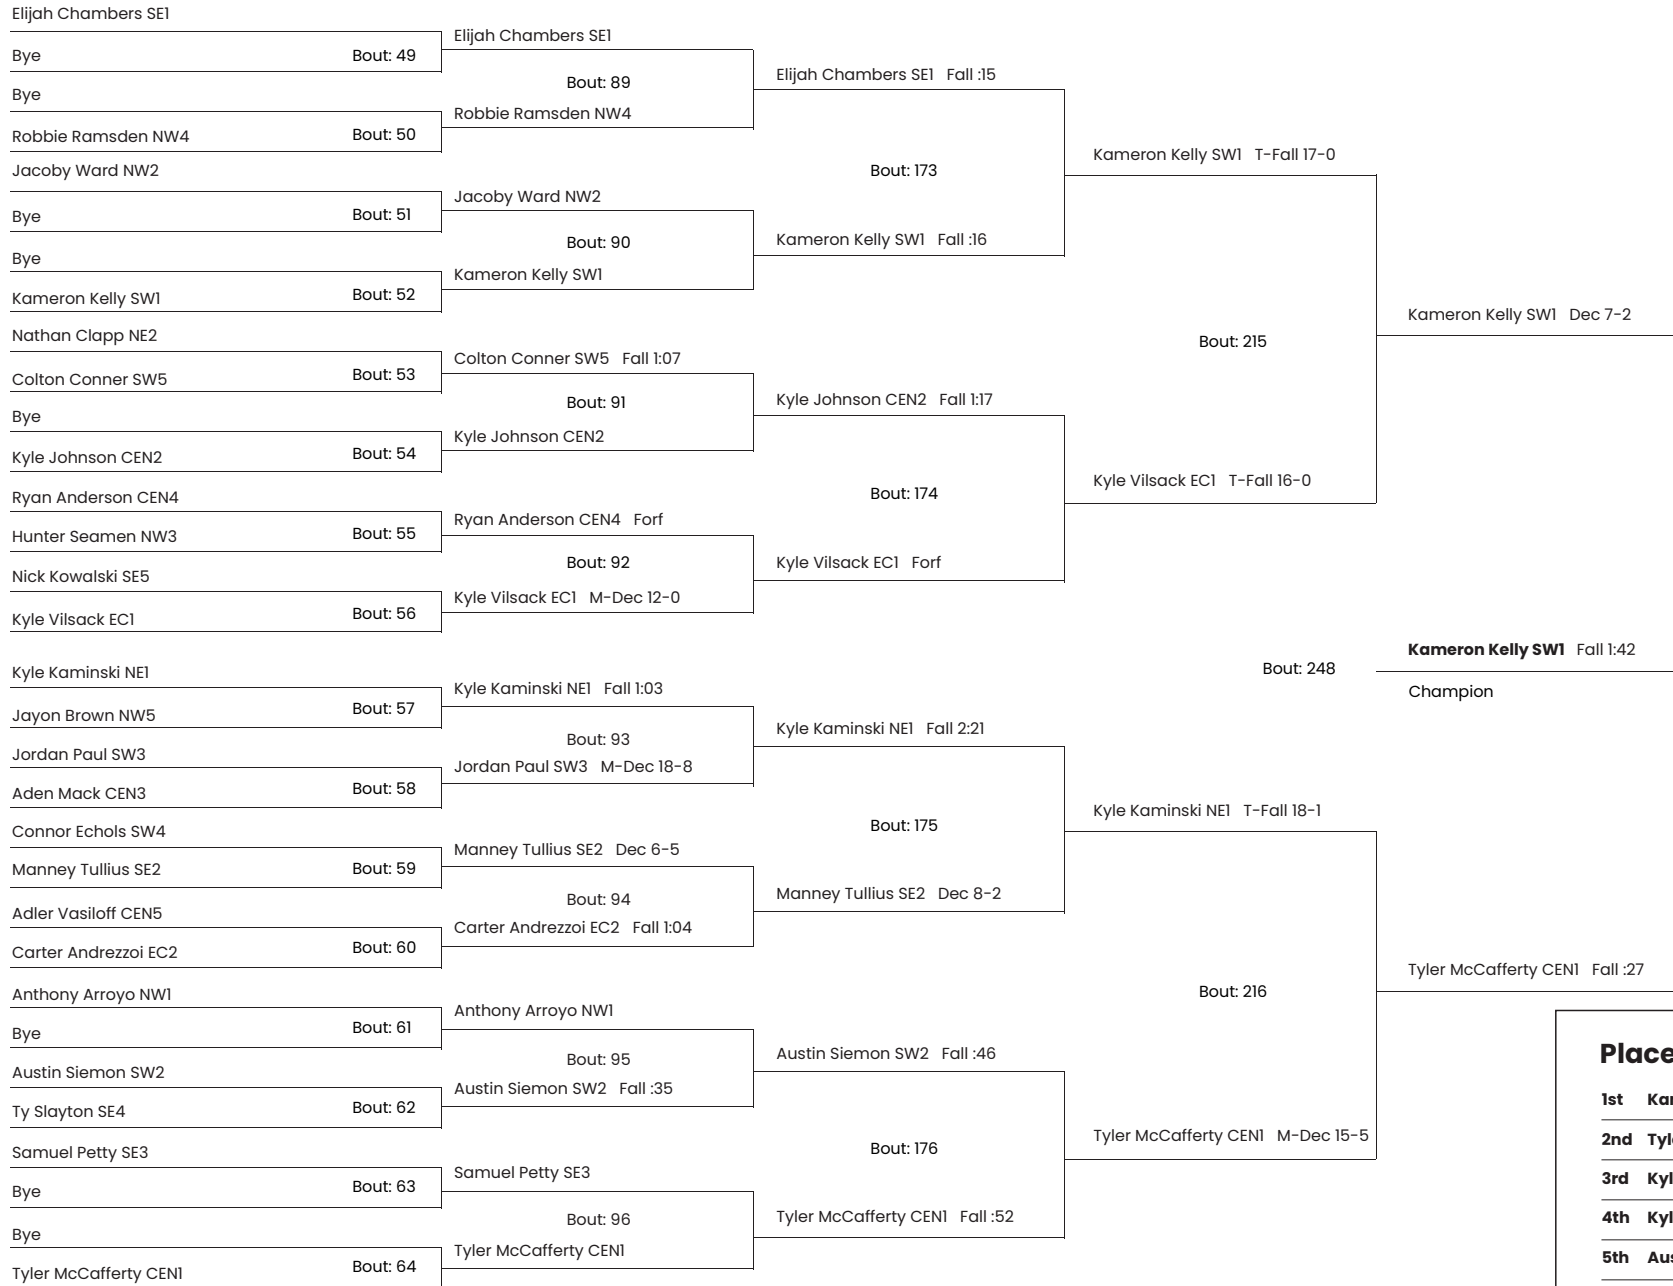 Elijah Chambers SE1
Bye
Bout: 49
Bye
Robbie Ramsden NW4
Bout: 50
Jacoby Ward NW2
Bye
Bout: 51
Bye
Kameron Kelly SW1
Bout: 52
Nathan Clapp NE2
Colton Conner SW5
Bout: 53
Bye
Kyle Johnson CEN2
Bout: 54
Ryan Anderson CEN4
Hunter Seamen NW3
Bout: 55
Nick Kowalski SE5
Kyle Vilsack EC1
Bout: 56
Kyle Kaminski NE1
Jayon Brown NW5
Bout: 57
Jordan Paul SW3
Aden Mack CEN3
Bout: 58
Connor Echols SW4
Manney Tullius SE2
Bout: 59
Adler Vasiloff CEN5
Carter Andrezzoi EC2
Bout: 60
Anthony Arroyo NW1
Bye
Bout: 61
Austin Siemon SW2
Ty Slayton SE4
Bout: 62
Samuel Petty SE3
Bye
Bout: 63
Bye
Tyler McCafferty CEN1
Bout: 64
Elijah Chambers SE1
Bout: 89
Robbie Ramsden NW4
Jacoby Ward NW2
Bout: 90
Kameron Kelly SW1
Colton Conner SW5 Fall 1:07
Bout: 91
Kyle Johnson CEN2
Ryan Anderson CEN4 Forf
Bout: 92
Kyle Vilsack EC1 M-Dec 12-0
Kyle Kaminski NE1 Fall 1:03
Bout: 93
Jordan Paul SW3 M-Dec 18-8
Manney Tullius SE2 Dec 6-5
Bout: 94
Carter Andrezzoi EC2 Fall 1:04
Anthony Arroyo NW1
Bout: 95
Austin Siemon SW2 Fall :35
Samuel Petty SE3
Bout: 96
Tyler McCafferty CEN1
Elijah Chambers SE1 Fall :15
Bout: 173
Kameron Kelly SW1 Fall :16
Kyle Johnson CEN2 Fall 1:17
Bout: 174
Kyle Vilsack EC1 Forf
Kyle Kaminski NE1 Fall 2:21
Bout: 175
Manney Tullius SE2 Dec 8-2
Austin Siemon SW2 Fall :46
Bout: 176
Tyler McCafferty CEN1 Fall :52
Kameron Kelly SW1 T-Fall 17-0
Bout: 215
Kyle Vilsack EC1 T-Fall 16-0
Kyle Kaminski NE1 T-Fall 18-1
Bout: 216
Tyler McCafferty CEN1 M-Dec 15-5
Kameron Kelly SW1 Dec 7-2
Bout: 248
Kameron Kelly SW1 Fall 1:42
Champion
Tyler McCafferty CEN1 Fall :27
Place
1st Kar
2nd Tyl
3rd Kyl
4th Kyl
5th Aus